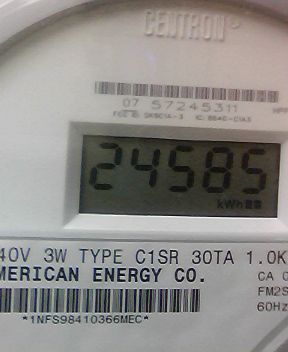 CENTRON®
07 57245311
24585
kWh
40V 3W TYPE C1SR 30TA 1.0K
MERICAN ENERGY CO.
CA 0
FM2S
60Hz
*1NFS98410366MEC*